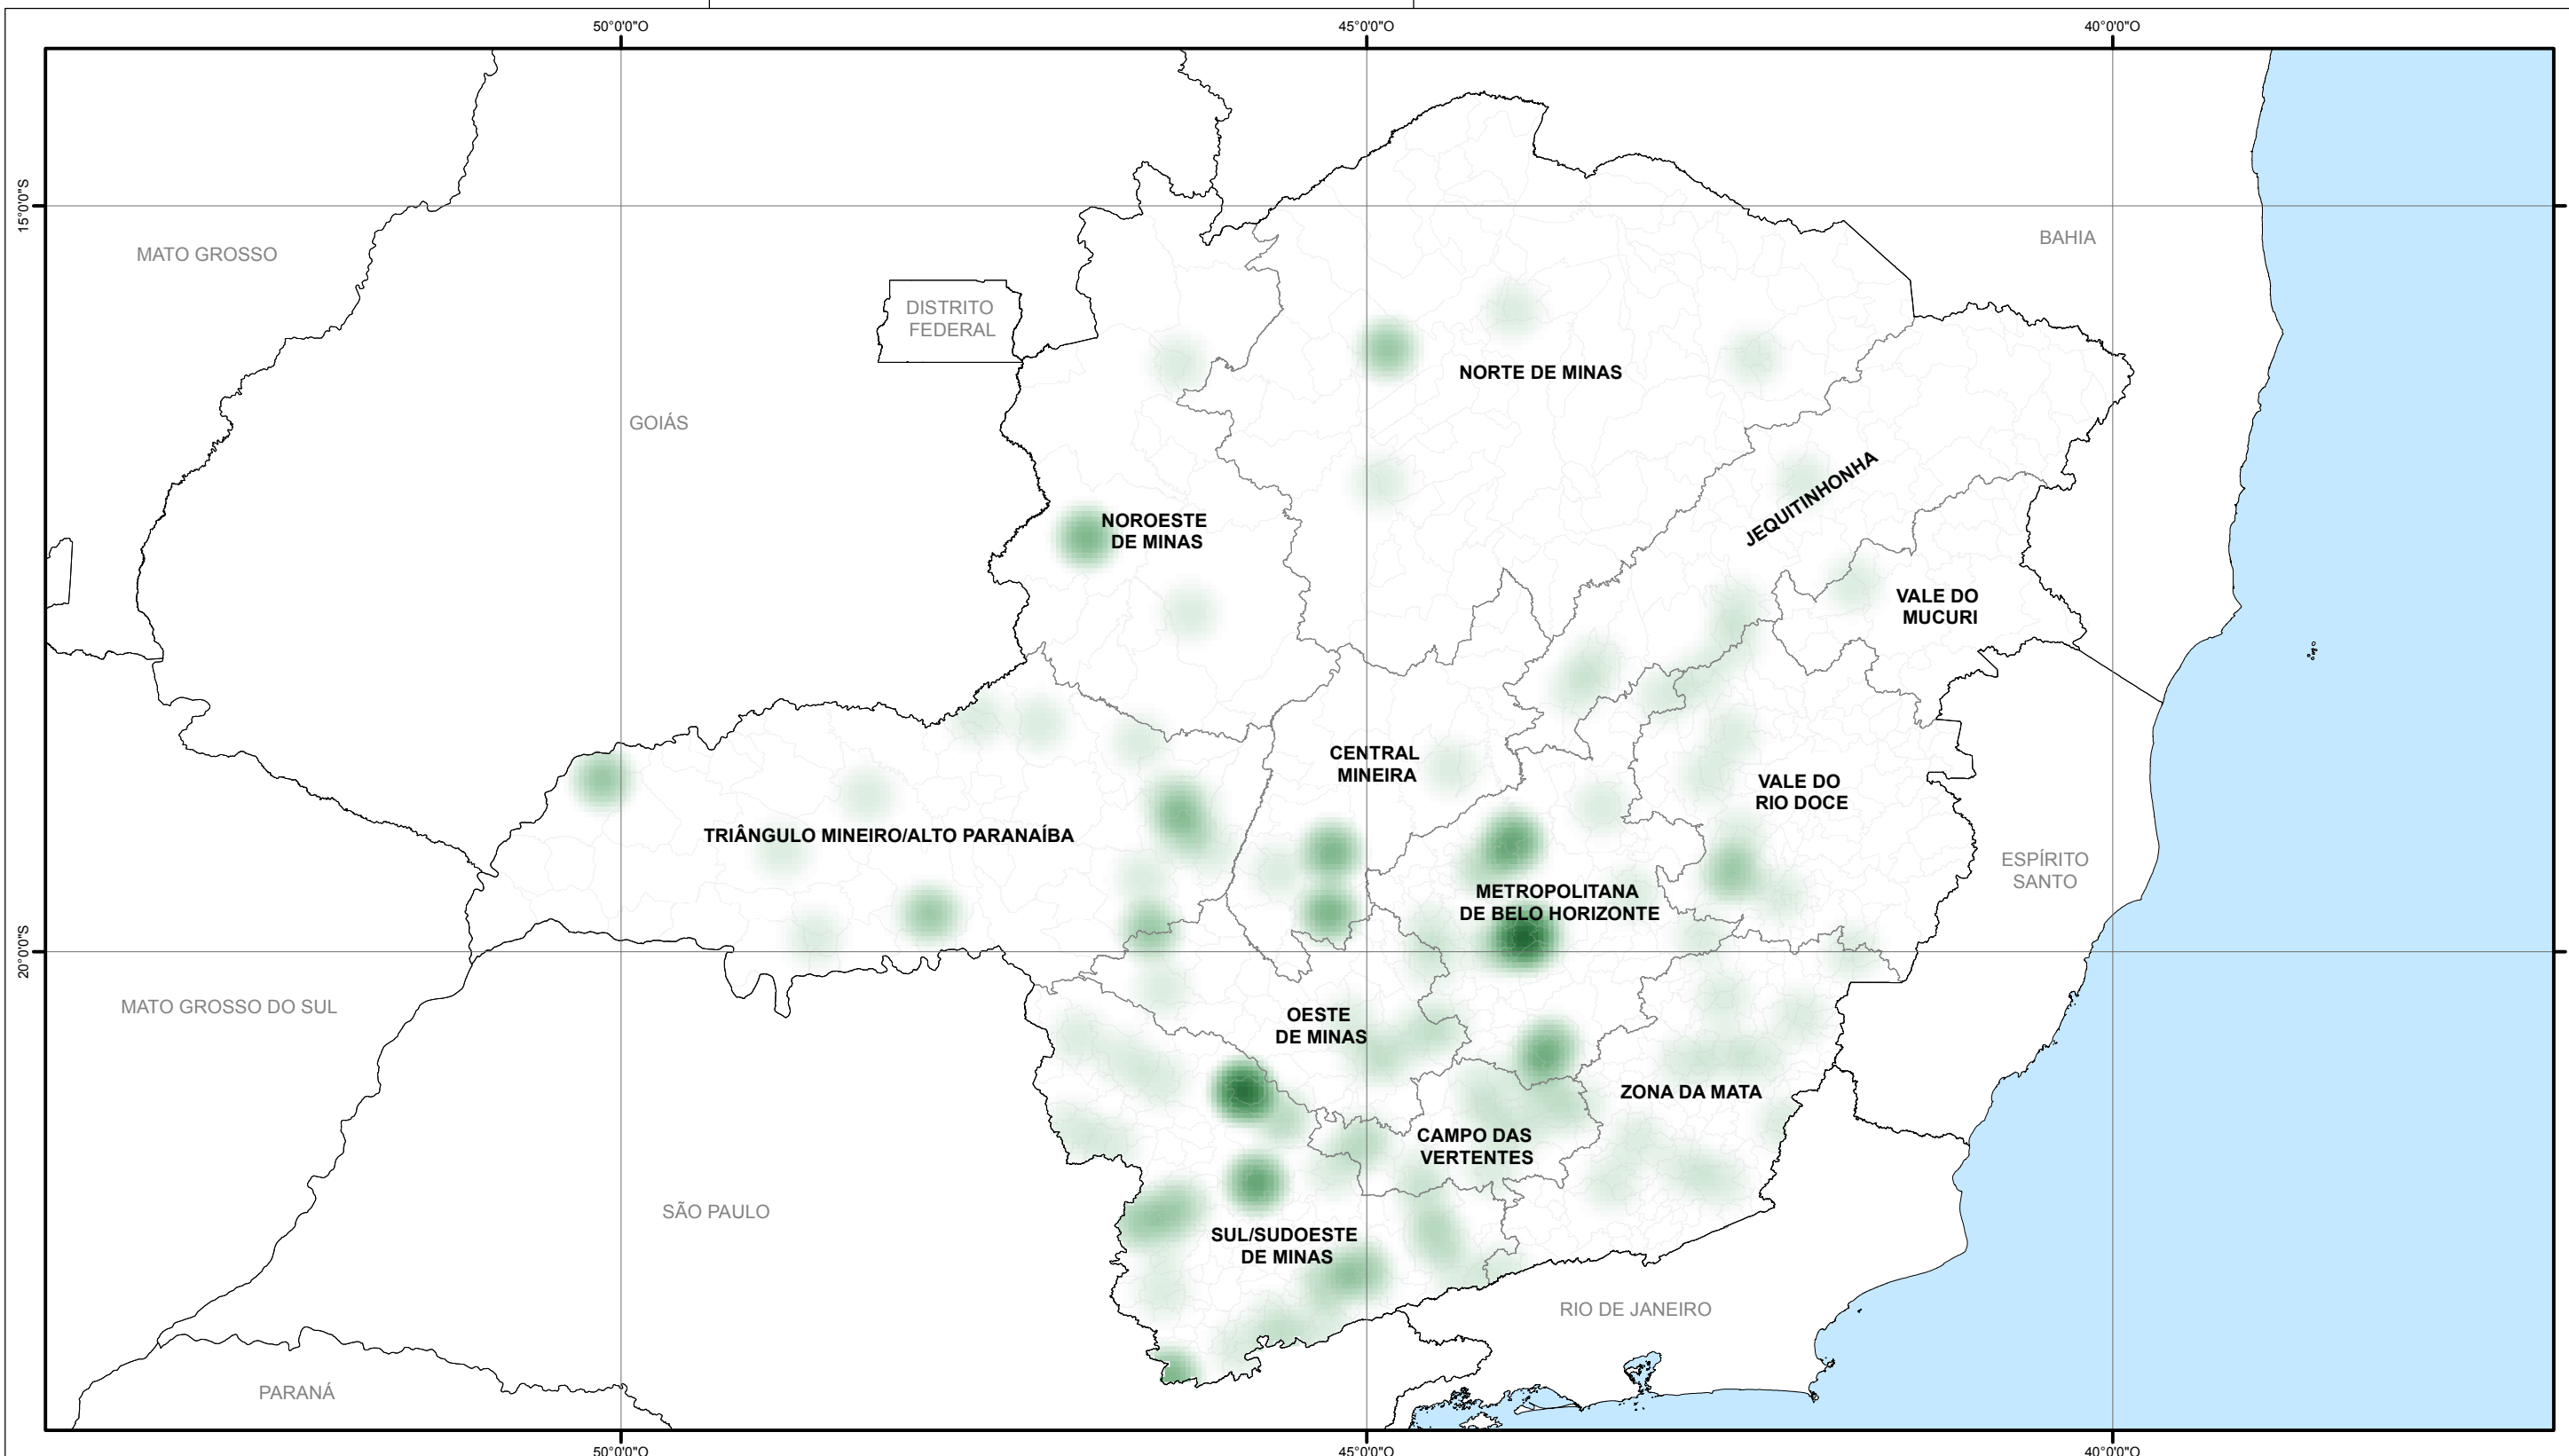 50°0'0"O
45°0'0"O
40°0'0"O
15°0'0"S
BAHIA
MATO GROSSO
DISTRITO
FEDERAL
NORTE DE MINAS
GOIÁS
JEQUITINHONHA
NOROESTE
DE MINAS
VALE DO
MUCURI
CENTRAL
MINEIRA
VALE DO
RIO DOCE
TRIÂNGULO MINEIRO/ALTO PARANAÍBA
ESPÍRITO
SANTO
METROPOLITANA
DE BELO HORIZONTE
20°0'0"S
MATO GROSSO DO SUL
OESTE
DE MINAS
ZONA DA MATA
CAMPO DAS
VERTENTES
SÃO PAULO
SUL/SUDOESTE
DE MINAS
RIO DE JANEIRO
PARANÁ
50°0'0"O
45°0'0"O
40°0'0"O